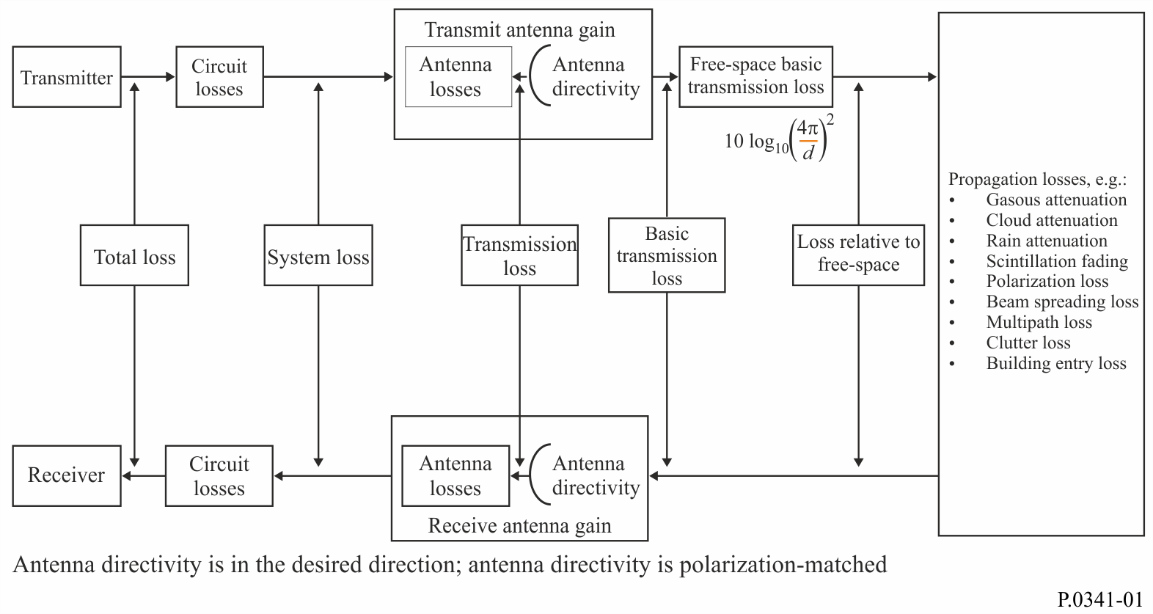 Transmit antenna gain
Transmitter
Circuit
losses
Antenna
losses
Antenna
directivity
Free-space basic
transmission loss
10 log₁₀(4π/d)²
Propagation losses, e.g.:
• Gasous attenuation
• Cloud attenuation
• Rain attenuation
• Scintillation fading
• Polarization loss
• Beam spreading loss
• Multipath loss
• Clutter loss
• Building entry loss
Total loss
System loss
Transmission
loss
Basic
transmission
loss
Loss relative to
free-space
Receiver
Circuit
losses
Antenna
losses
Antenna
directivity
Receive antenna gain
Antenna directivity is in the desired direction; antenna directivity is polarization-matched
P.0341-01